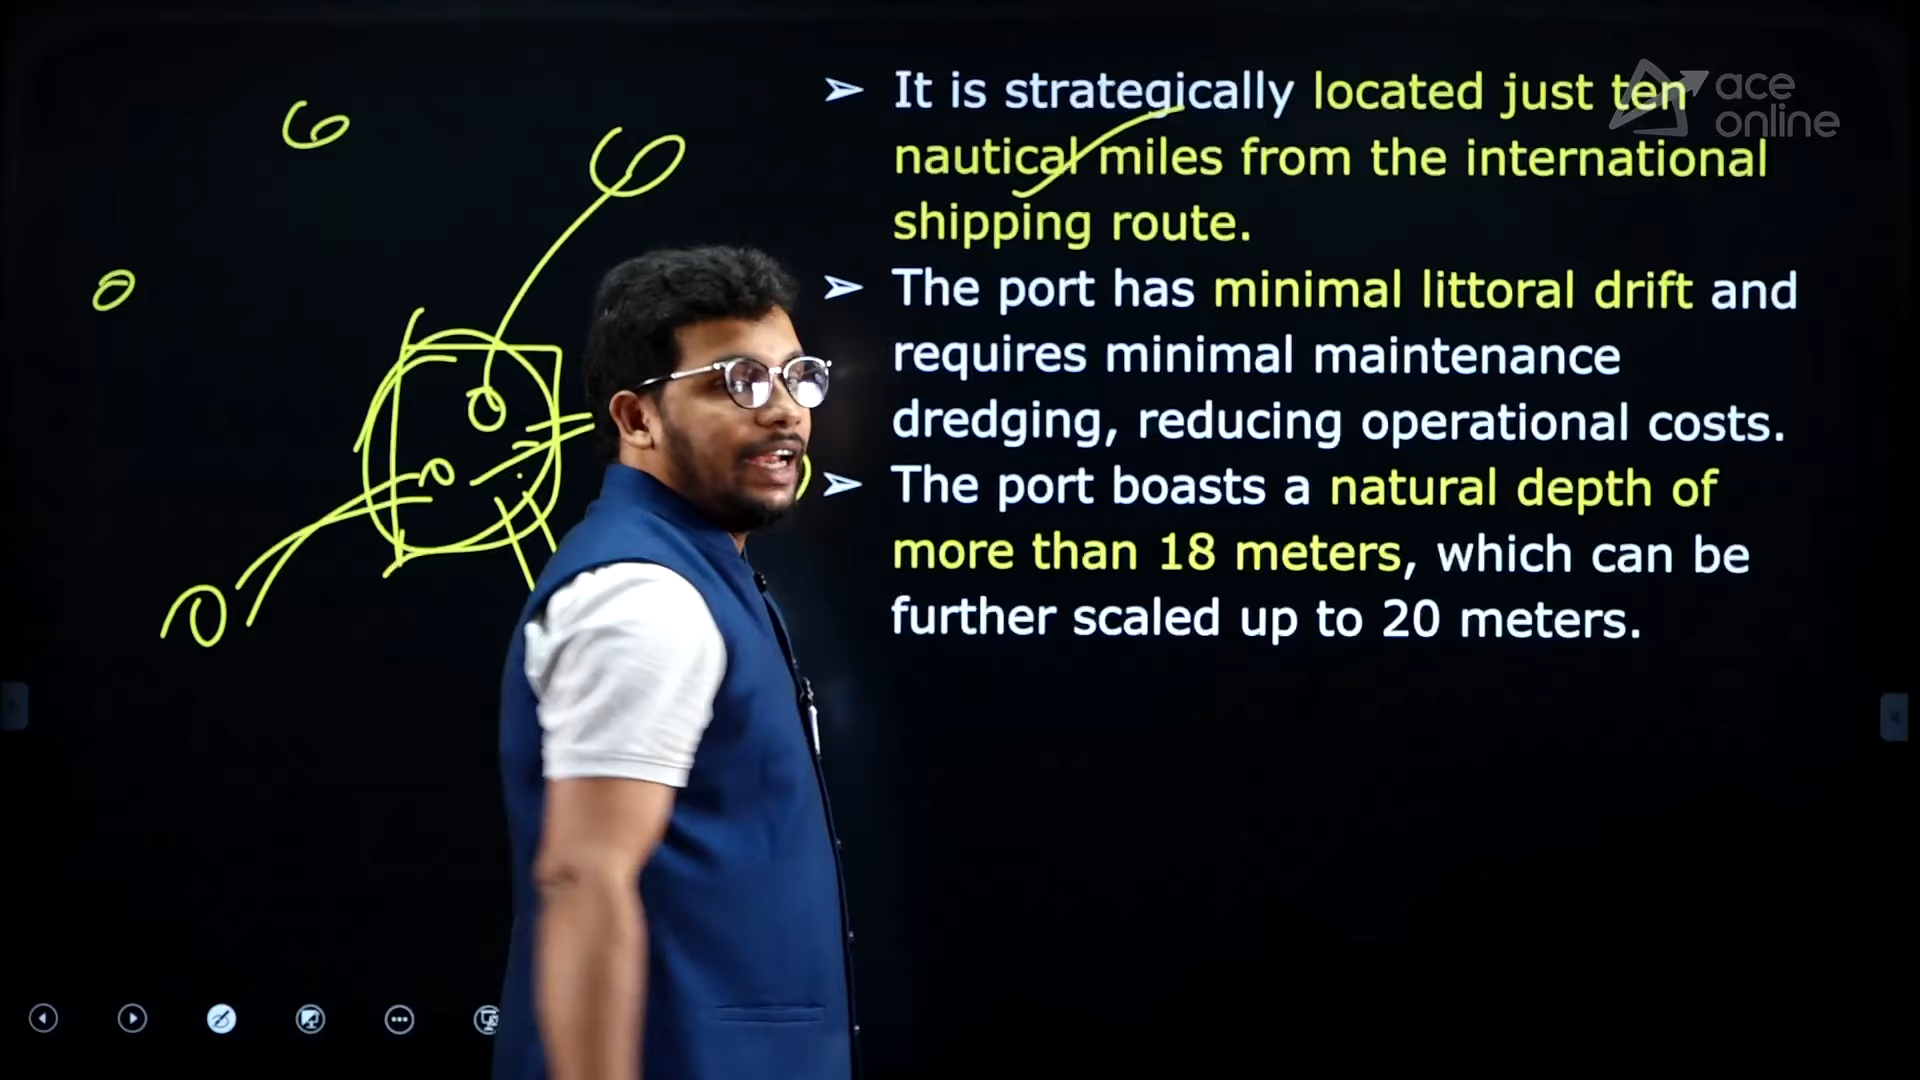 ace
online
➢ It is strategically located just ten
nautical miles from the international
shipping route.
➢ The port has minimal littoral drift and
requires minimal maintenance
dredging, reducing operational costs.
➢ The port boasts a natural depth of
more than 18 meters, which can be
further scaled up to 20 meters.